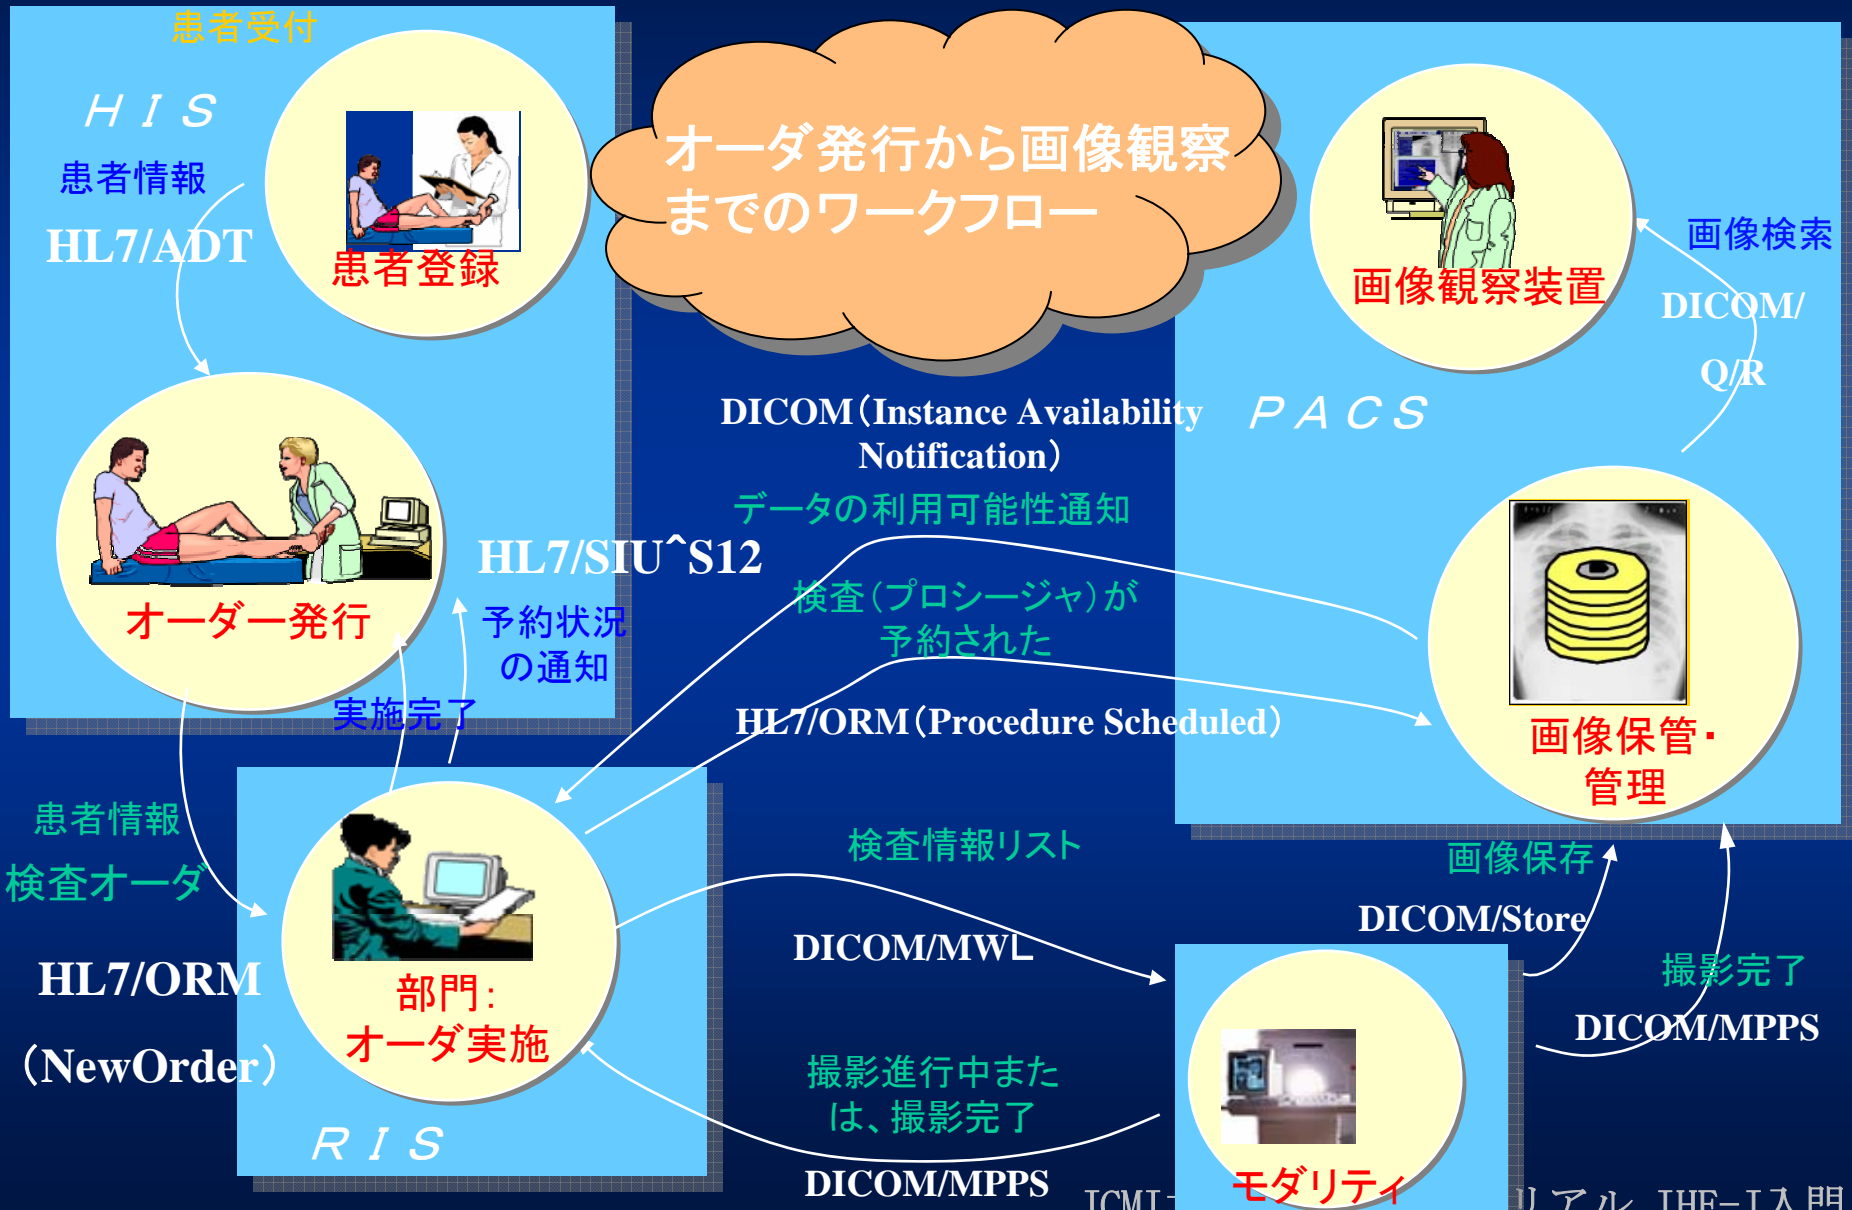 患者受付
ＨＩＳ
患者情報
HL7/ADT
患者登録
オーダ発行から画像観察
までのワークフロー
画像観察装置
画像検索
DICOM/
Q/R
ＰＡＣＳ
DICOM（Instance Availability
Notification）
データの利用可能性通知
オーダー発行
HL7/SIU^S12
予約状況
の通知
実施完了
検査（プロシージャ）が
予約された
HL7/ORM（Procedure Scheduled）
画像保管・
管理
患者情報
検査オーダ
HL7/ORM
（NewOrder）
部門：
オーダ実施
ＲＩＳ
検査情報リスト
DICOM/MWL
画像保存
DICOM/Store
撮影完了
DICOM/MPPS
撮影進行中また
は、撮影完了
DICOM/MPPS
モダリティ
リアル IHE-I入門